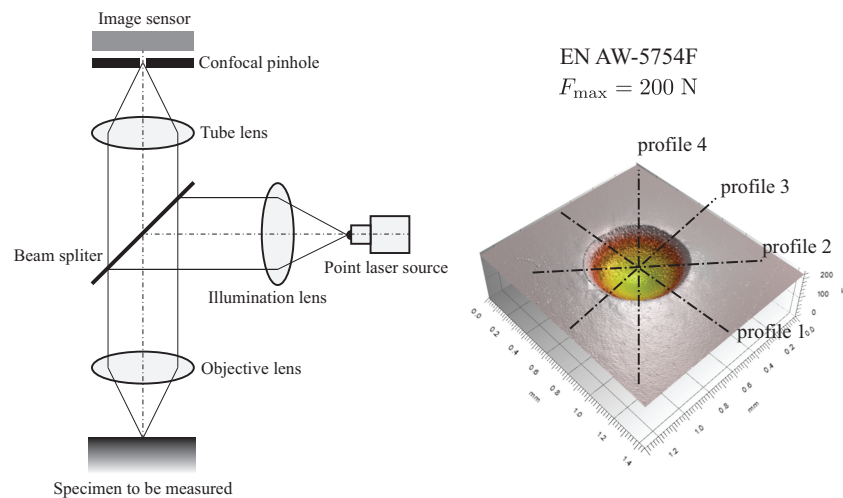 Image sensor
Confocal pinhole
Tube lens
Beam spliter
Point laser source
Illumination lens
Objective lens
Specimen to be measured
EN AW-5754F
F_max = 200 N
profile 4
profile 3
profile 2
profile 1
200
100
0
0.0
0.2
0.4
0.6
0.8
1.0
1.2
mm
0.0
0.2
0.4
0.6
0.8
1.0
1.2
1.4
mm